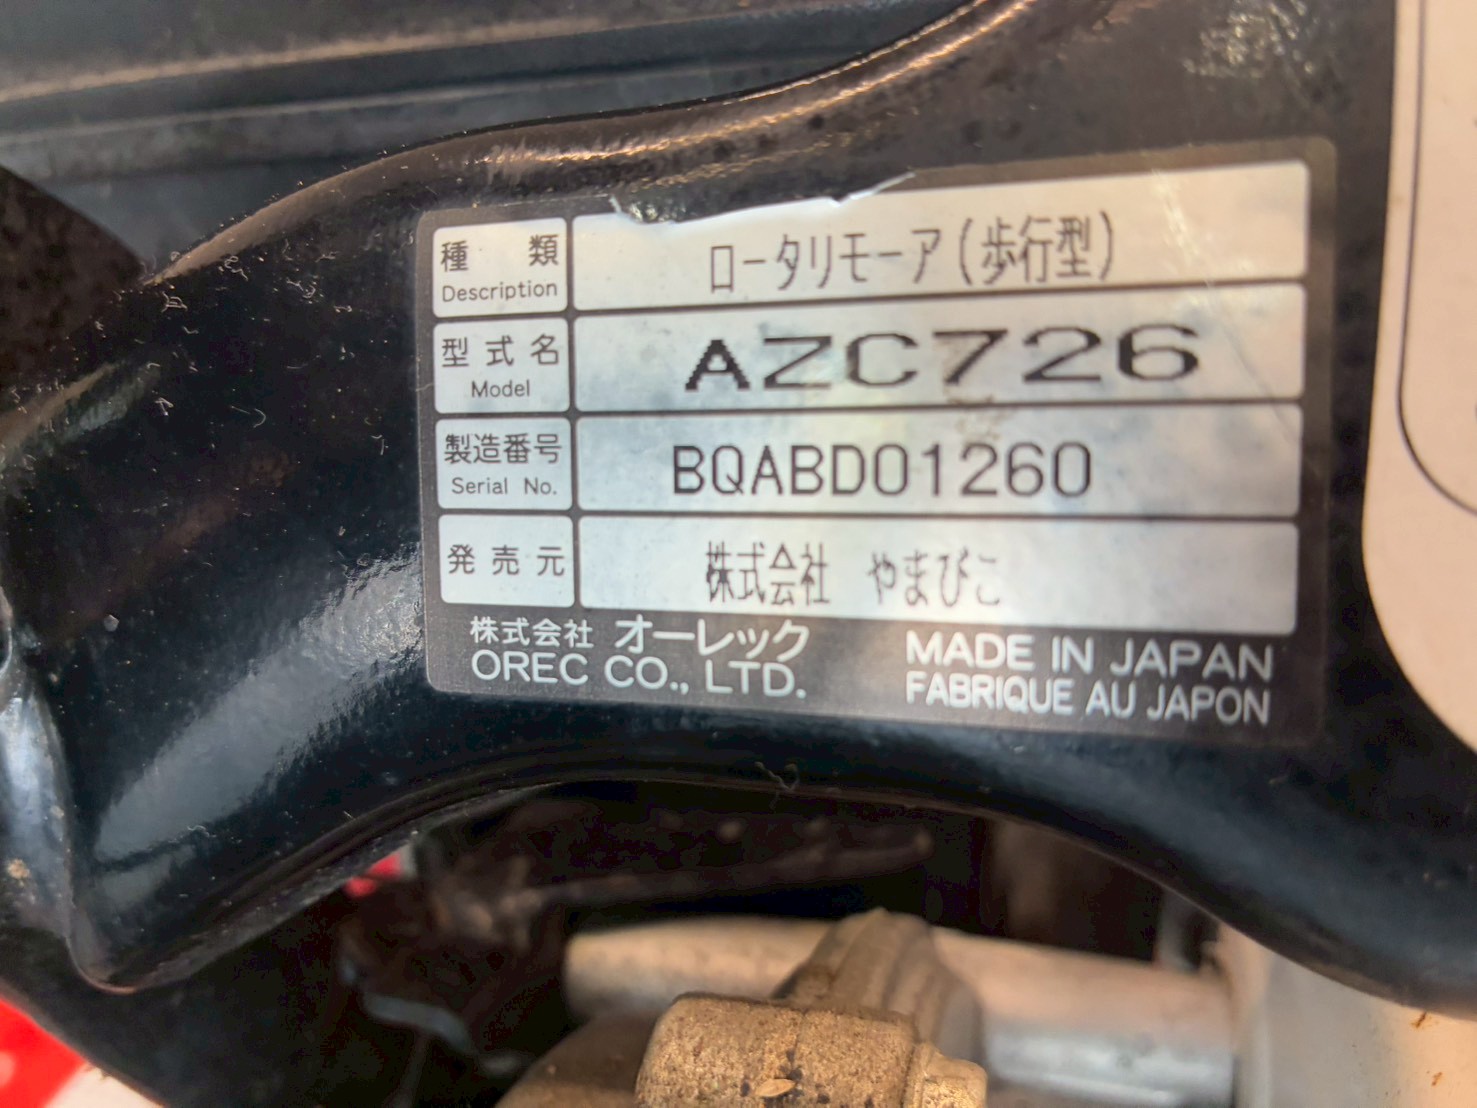 種類 ロータリモーア(歩行型)
Description
型式名 AZC726
Model
製造番号 BQABD01260
Serial No.
発売元 株式会社 やまびこ
株式会社 オーレック MADE IN JAPAN
OREC CO., LTD. FABRIQUE AU JAPON